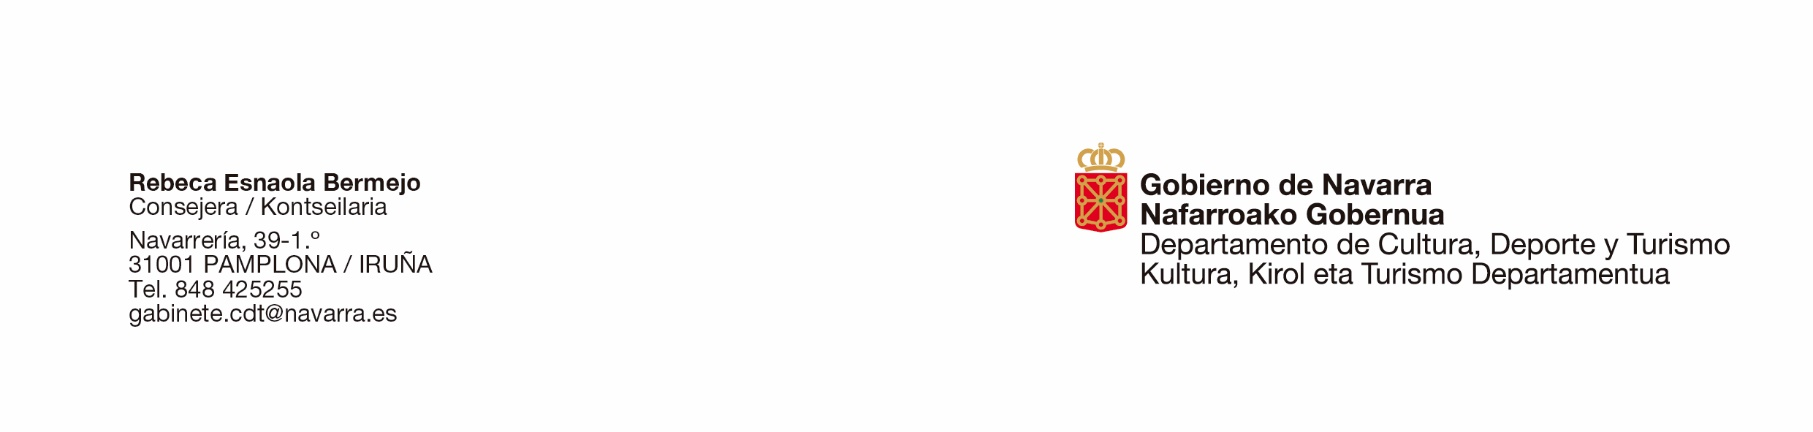 Rebeca Esnaola Bermejo
Consejera / Kontseilaria
Navarrería, 39-1.º
31001 PAMPLONA / IRUÑA
Tel. 848 425255
gabinete.cdt@navarra.es
Gobierno de Navarra
Nafarroako Gobernua
Departamento de Cultura, Deporte y Turismo
Kultura, Kirol eta Turismo Departamentua